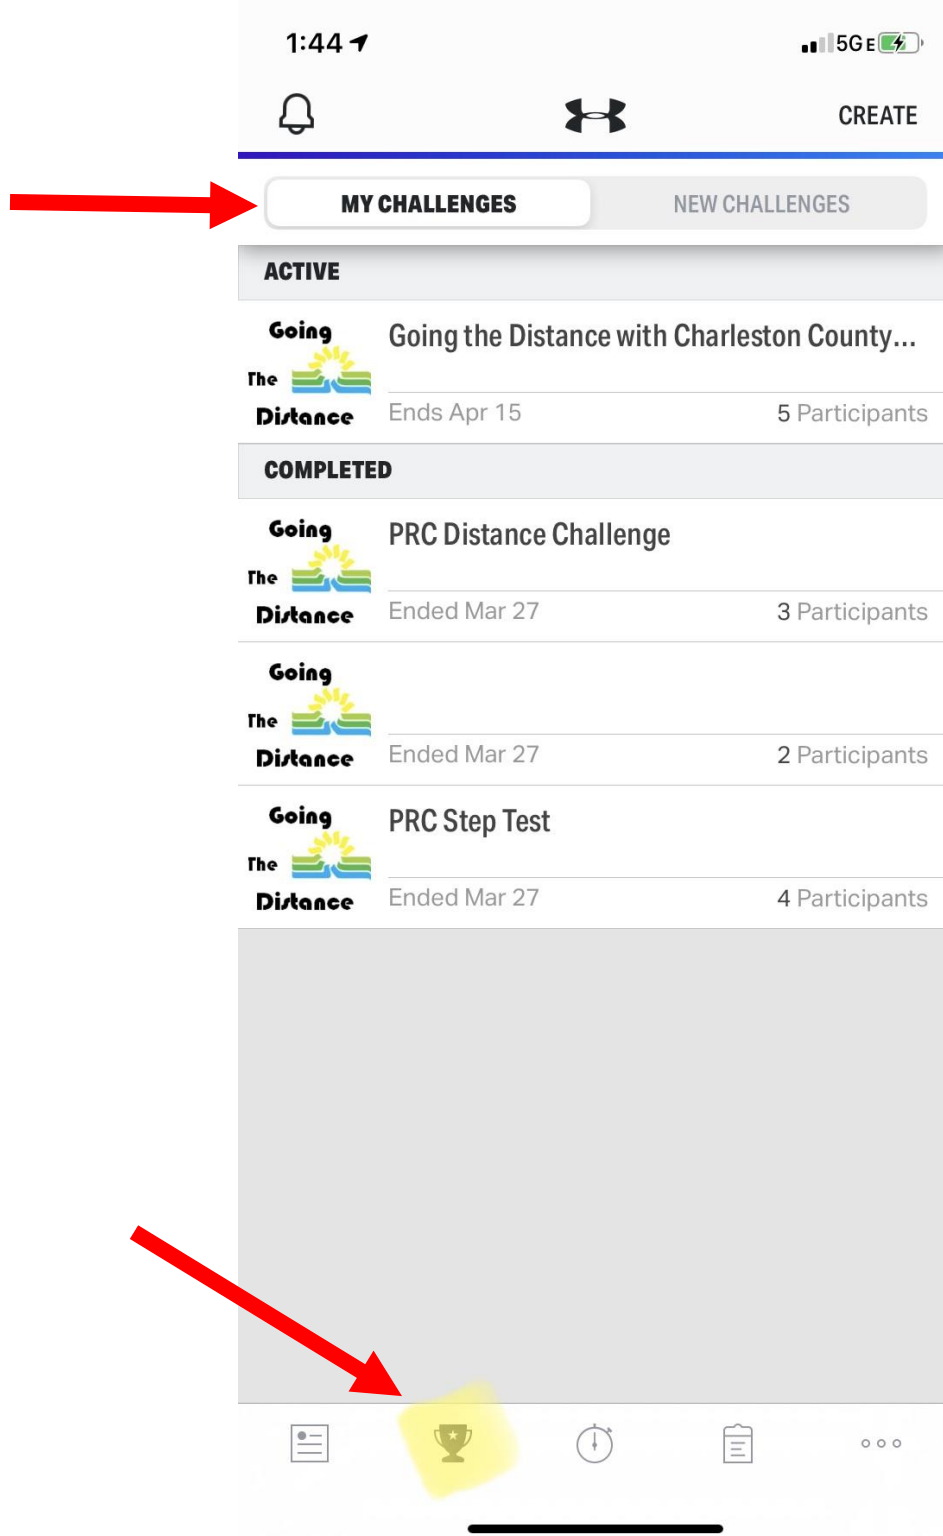 1:44 5G E
CREATE
MY CHALLENGES NEW CHALLENGES
ACTIVE
Going
The
Distance
Going the Distance with Charleston County...
Ends Apr 15 5 Participants
COMPLETED
Going
The
Distance
PRC Distance Challenge
Ended Mar 27 3 Participants
Going
The
Distance
Ended Mar 27 2 Participants
Going
The
Distance
PRC Step Test
Ended Mar 27 4 Participants